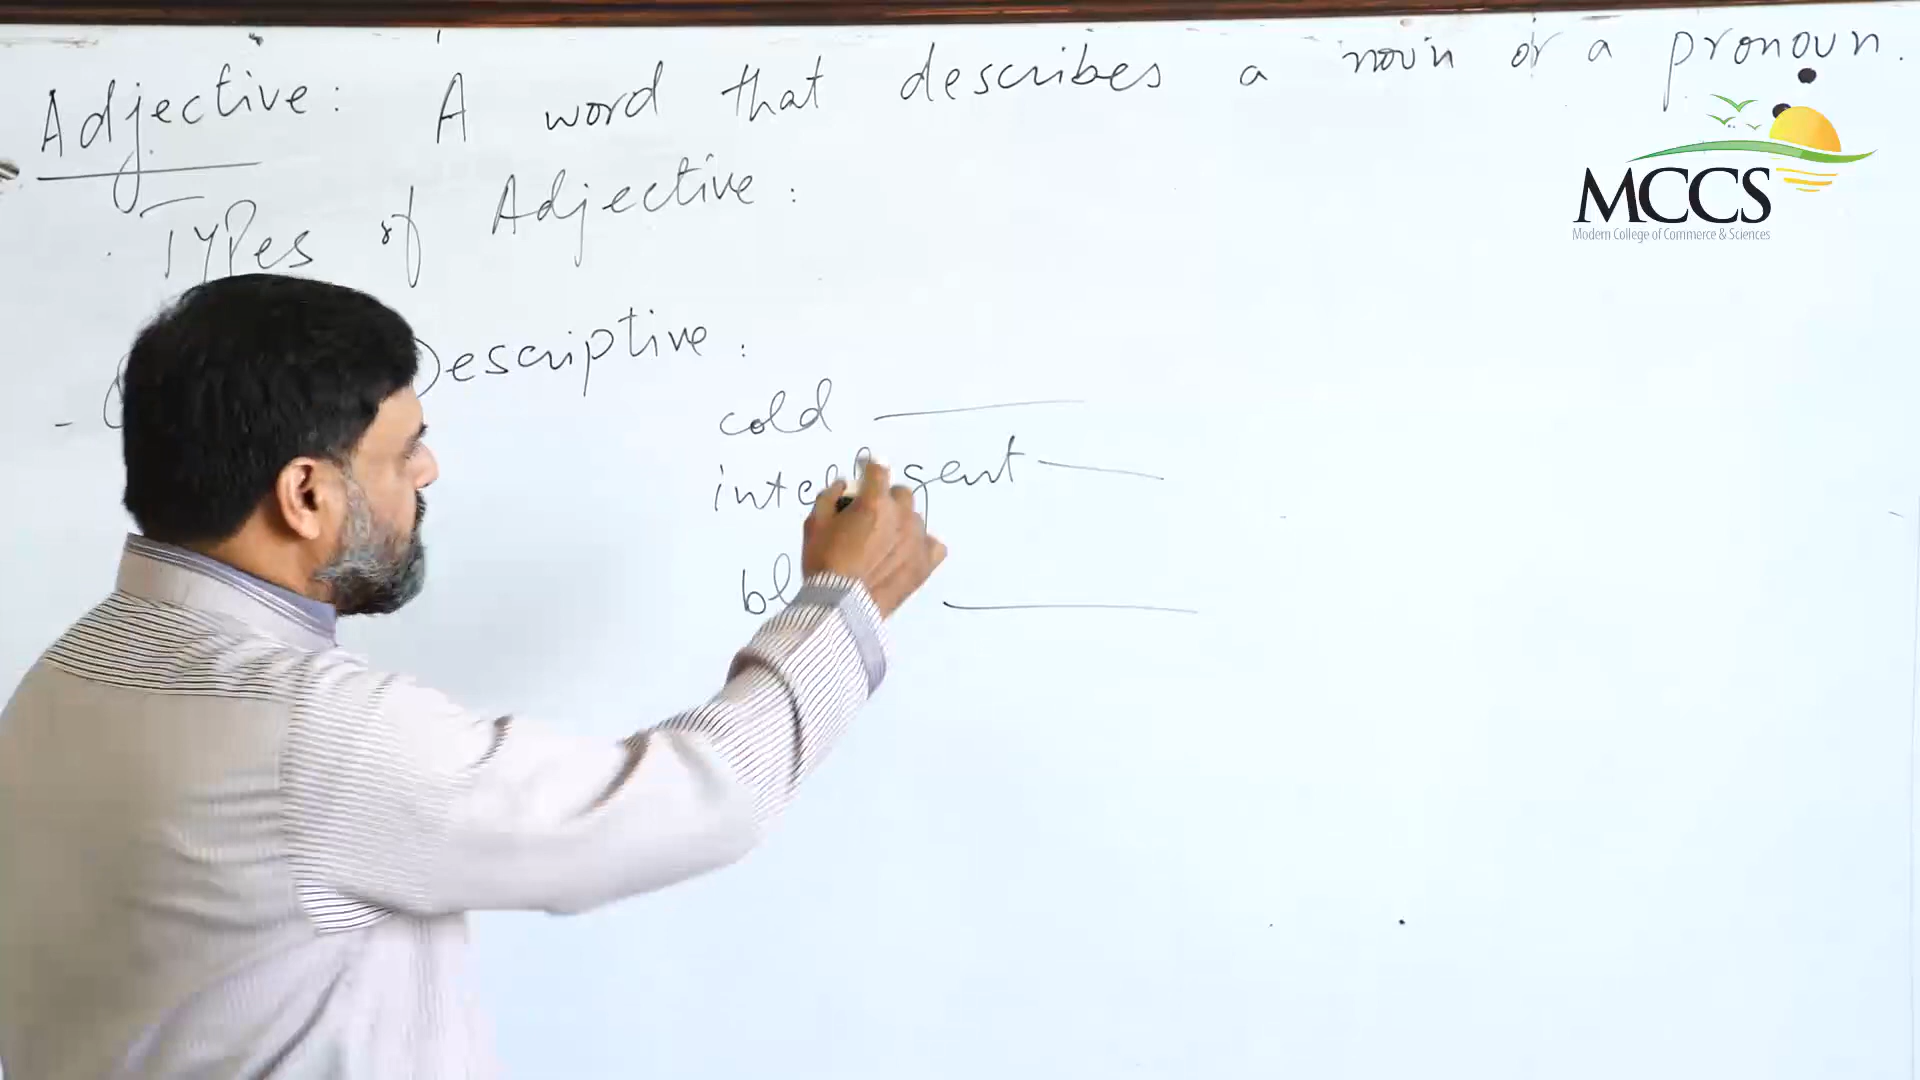 Adjective: A word that describes a noun or a pronoun.
MCCS
Modern College of Commerce & Sciences
Types of Adjective:
Descriptive:
cold
intelligent